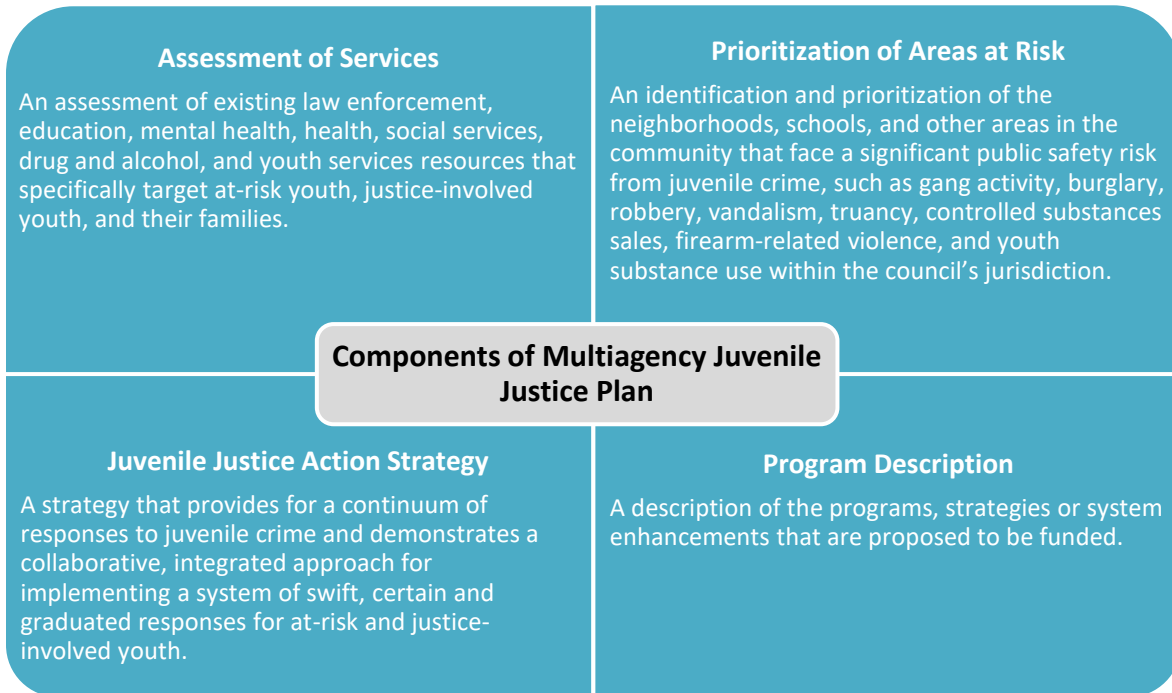 Assessment of Services
An assessment of existing law enforcement,
education, mental health, health, social services,
drug and alcohol, and youth services resources that
specifically target at-risk youth, justice-involved
youth, and their families.
Prioritization of Areas at Risk
An identification and prioritization of the
neighborhoods, schools, and other areas in the
community that face a significant public safety risk
from juvenile crime, such as gang activity, burglary,
robbery, vandalism, truancy, controlled substances
sales, firearm-related violence, and youth
substance use within the council’s jurisdiction.
Components of Multiagency Juvenile
Justice Plan
Juvenile Justice Action Strategy
A strategy that provides for a continuum of
responses to juvenile crime and demonstrates a
collaborative, integrated approach for
implementing a system of swift, certain and
graduated responses for at-risk and justice-
involved youth.
Program Description
A description of the programs, strategies or system
enhancements that are proposed to be funded.